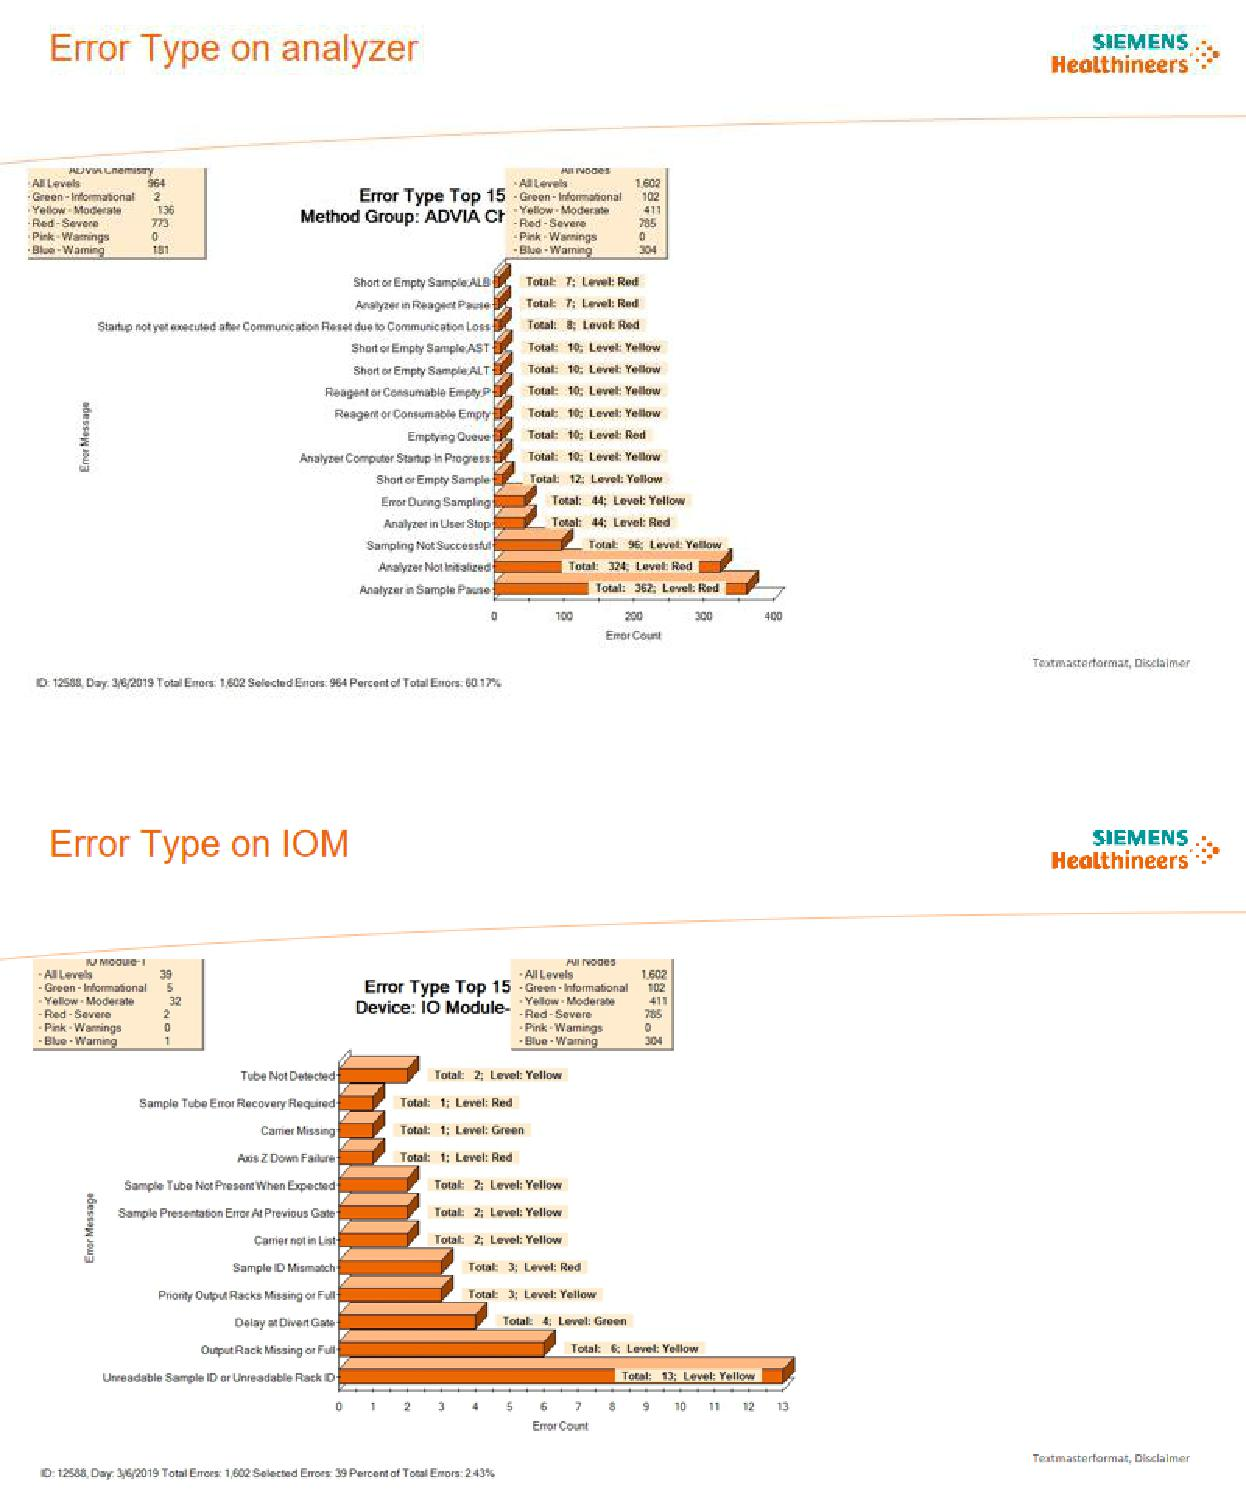 Error Type on analyzer
SIEMENS
Healthineers
ADVIA Chemistry
- All Levels 964
- Green - Informational 2
- Yellow - Moderate 136
- Red - Severe 773
- Pink - Warnings 0
- Blue - Warning 181
Error Type Top 15
Method Group: ADVIA Ch
All Nodes
- All Levels 1,602
- Green - Informational 102
- Yellow - Moderate 411
- Red - Severe 785
- Pink - Warnings 0
- Blue - Warning 304
Error Message
Short or Empty Sample;ALB Total: 7; Level: Red
Analyzer in Reagent Pause Total: 7; Level: Red
Startup not yet executed after Communication Reset due to Communication Loss Total: 8; Level: Red
Short or Empty Sample;AST Total: 10; Level: Yellow
Short or Empty Sample;ALT Total: 10; Level: Yellow
Reagent or Consumable Empty;P Total: 10; Level: Yellow
Reagent or Consumable Empty Total: 10; Level: Yellow
Emptying Queue Total: 10; Level: Red
Analyzer Computer Startup In Progress Total: 10; Level: Yellow
Short or Empty Sample Total: 12; Level: Yellow
Error During Sampling Total: 44; Level: Yellow
Analyzer in User Stop Total: 44; Level: Red
Sampling Not Successful Total: 96; Level: Yellow
Analyzer Not Initialized Total: 324; Level: Red
Analyzer in Sample Pause Total: 362; Level: Red
0 100 200 300 400
Error Count
Textmasterformat, Disclaimer
ID: 12588, Day: 3/6/2019 Total Errors: 1,602 Selected Errors: 964 Percent of Total Errors: 60.17%
Error Type on IOM
SIEMENS
Healthineers
IO Module-1
- All Levels 39
- Green - Informational 5
- Yellow - Moderate 32
- Red - Severe 2
- Pink - Warnings 0
- Blue - Warning 1
Error Type Top 15
Device: IO Module-
All Nodes
- All Levels 1,602
- Green - Informational 102
- Yellow - Moderate 411
- Red - Severe 785
- Pink - Warnings 0
- Blue - Warning 304
Error Message
Tube Not Detected Total: 2; Level: Yellow
Sample Tube Error Recovery Required Total: 1; Level: Red
Carrier Missing Total: 1; Level: Green
Axis Z Down Failure Total: 1; Level: Red
Sample Tube Not Present When Expected Total: 2; Level: Yellow
Sample Presentation Error At Previous Gate Total: 2; Level: Yellow
Carrier not in List Total: 2; Level: Yellow
Sample ID Mismatch Total: 3; Level: Red
Priority Output Racks Missing or Full Total: 3; Level: Yellow
Delay at Divert Gate Total: 4; Level: Green
Output Rack Missing or Full Total: 6; Level: Yellow
Unreadable Sample ID or Unreadable Rack ID Total: 13; Level: Yellow
0 1 2 3 4 5 6 7 8 9 10 11 12 13
Error Count
Textmasterformat, Disclaimer
ID: 12588, Day: 3/6/2019 Total Errors: 1,602 Selected Errors: 39 Percent of Total Errors: 2.43%